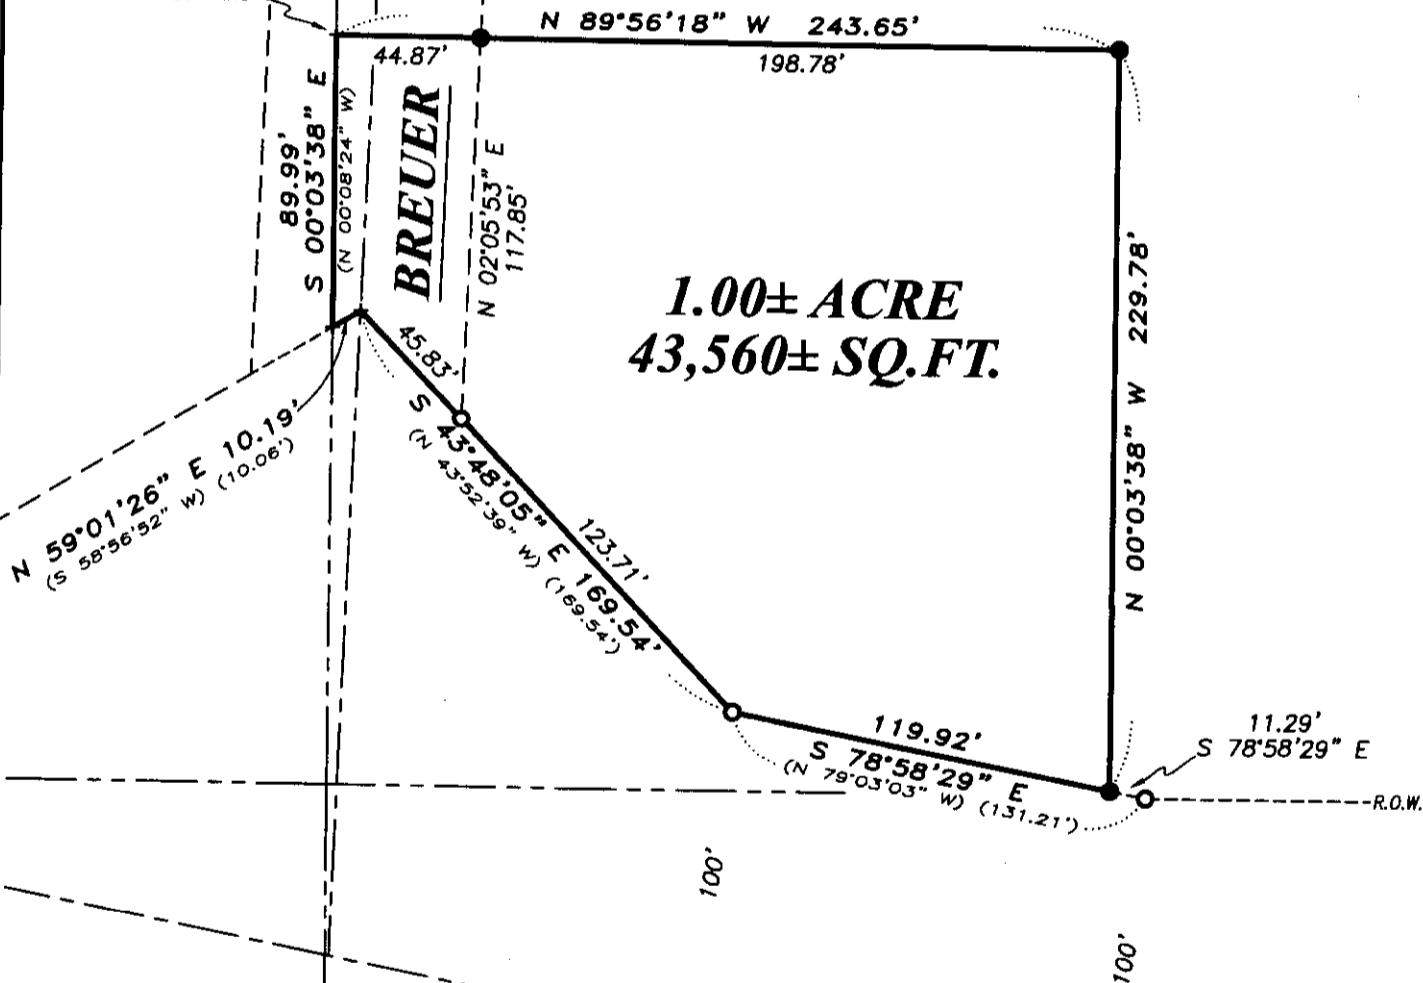 N 89°56'18" W 243.65'
44.87'
198.78'
89.99'
S 00°03'38" E
(N 00°08'24" W)
BREUER
N 02°05'53" E
117.85'
1.00± ACRE
43,560± SQ.FT.
N 00°03'38" W 229.78'
45.83'
N 59°01'26" E 10.19'
(S 58°56'52" W) (10.06')
S 43°48'05" E 169.54'
(N 43°52'39" W) (169.54')
123.71'
119.92'
S 78°58'29" E
(N 79°03'03" W) (131.21')
11.29'
S 78°58'29" E
R.O.W.
100'
100'